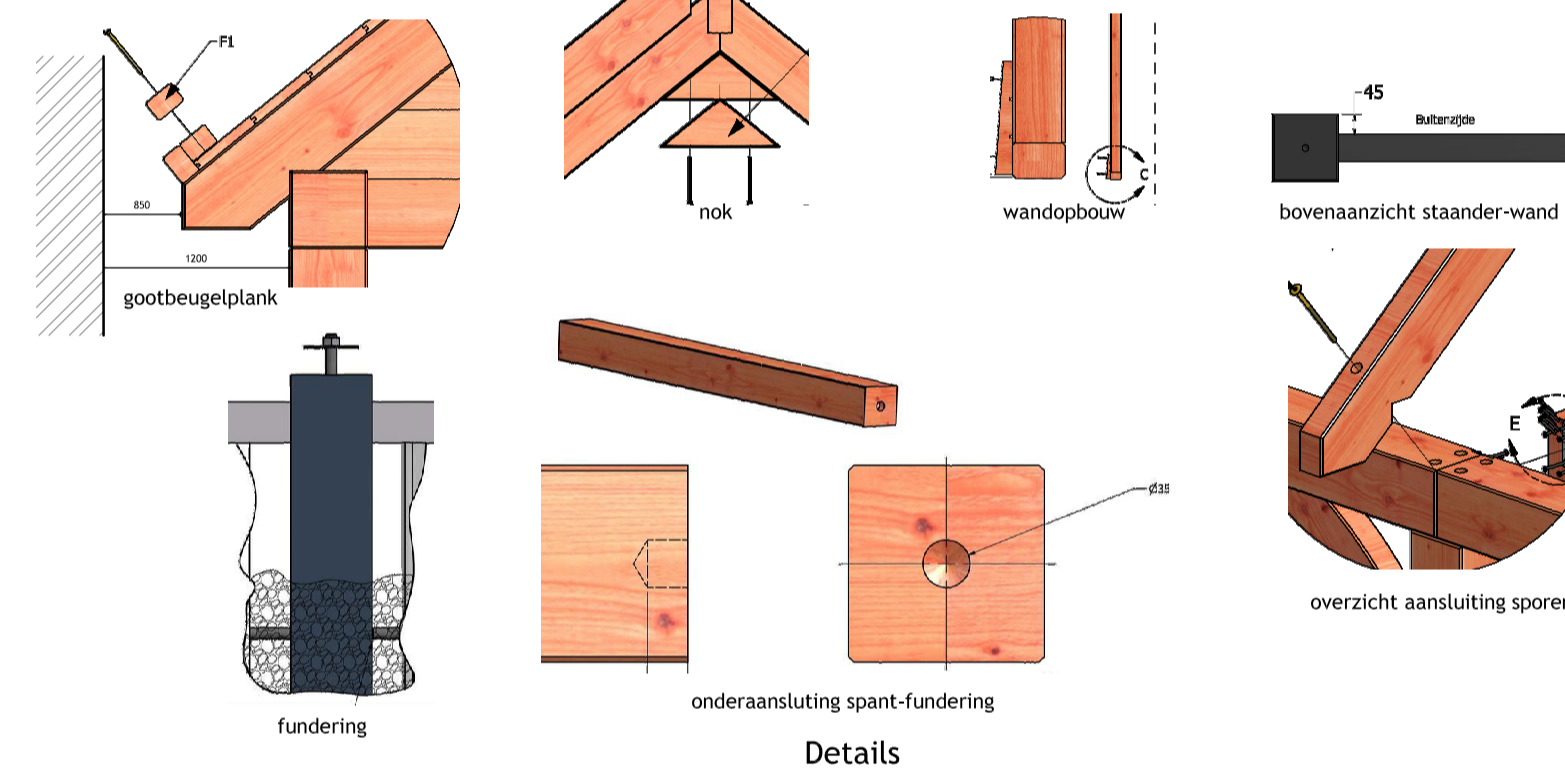 F1
850
1200
gootbeugelplank
nok
C
wandopbouw
45
Buitenzijde
bovenaanzicht staander-wand
fundering
Ø35
onderaansluting spant-fundering
E
overzicht aansluiting sporen
Details